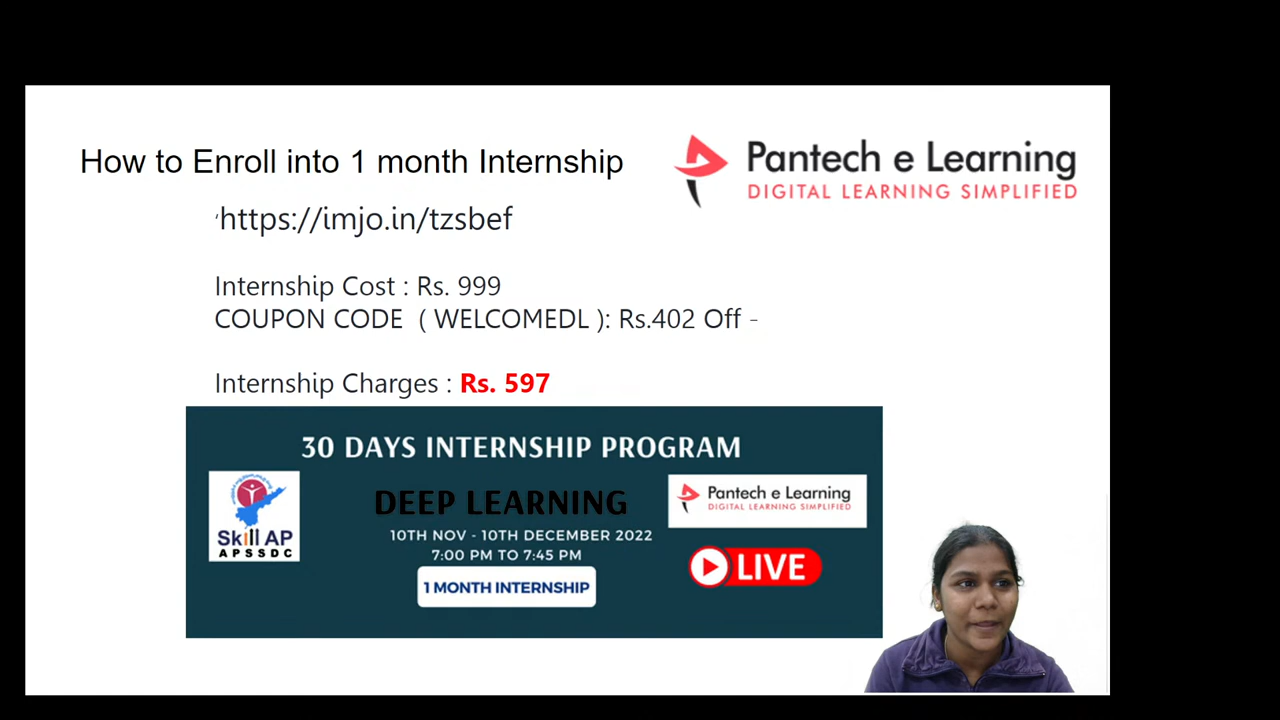 How to Enroll into 1 month Internship
Pantech e Learning
DIGITAL LEARNING SIMPLIFIED
‘https://imjo.in/tzsbef
Internship Cost : Rs. 999
COUPON CODE ( WELCOMEDL ): Rs.402 Off -
Internship Charges : Rs. 597
30 DAYS INTERNSHIP PROGRAM
DEEP LEARNING
Skill AP
APSSDC
Pantech e Learning
DIGITAL LEARNING SIMPLIFIED
10TH NOV - 10TH DECEMBER 2022
7:00 PM TO 7:45 PM
LIVE
1 MONTH INTERNSHIP